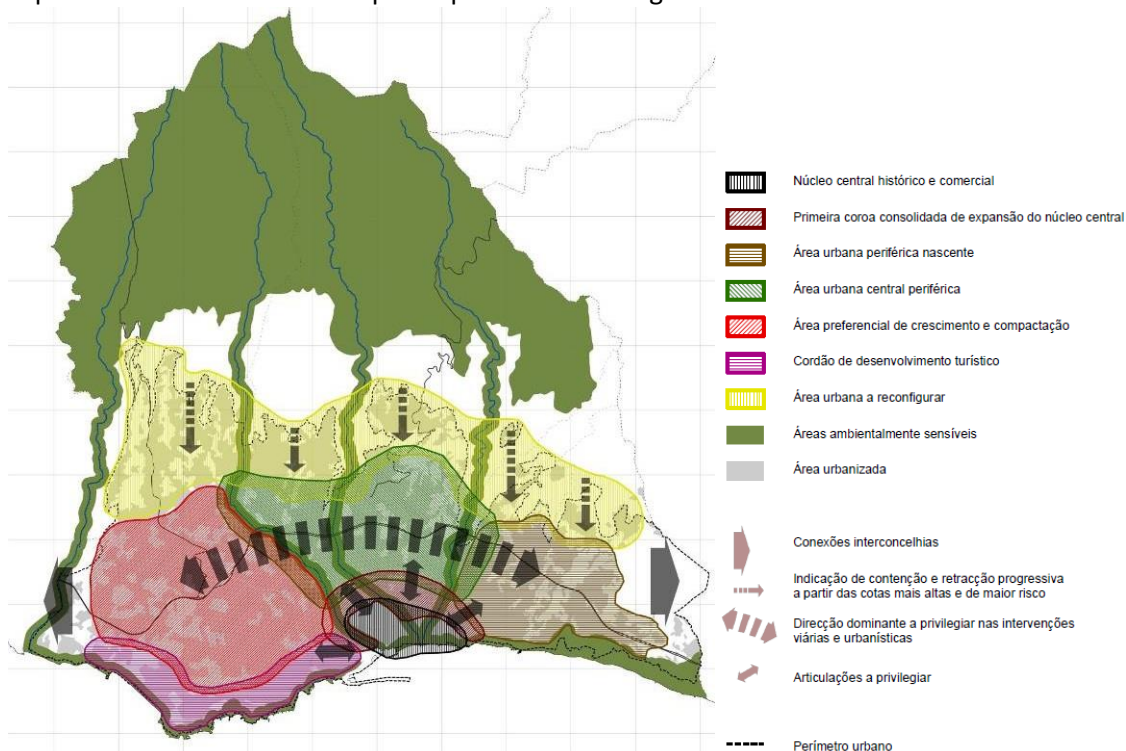 Núcleo central histórico e comercial
Primeira coroa consolidada de expansão do núcleo central
Área urbana periférica nascente
Área urbana central periférica
Área preferencial de crescimento e compactação
Cordão de desenvolvimento turístico
Área urbana a reconfigurar
Áreas ambientalmente sensíveis
Área urbanizada
Conexões interconcelhias
Indicação de contenção e retracção progressiva
a partir das cotas mais altas e de maior risco
Direcção dominante a privilegiar nas intervenções
viárias e urbanísticas
Articulações a privilegiar
Perímetro urbano